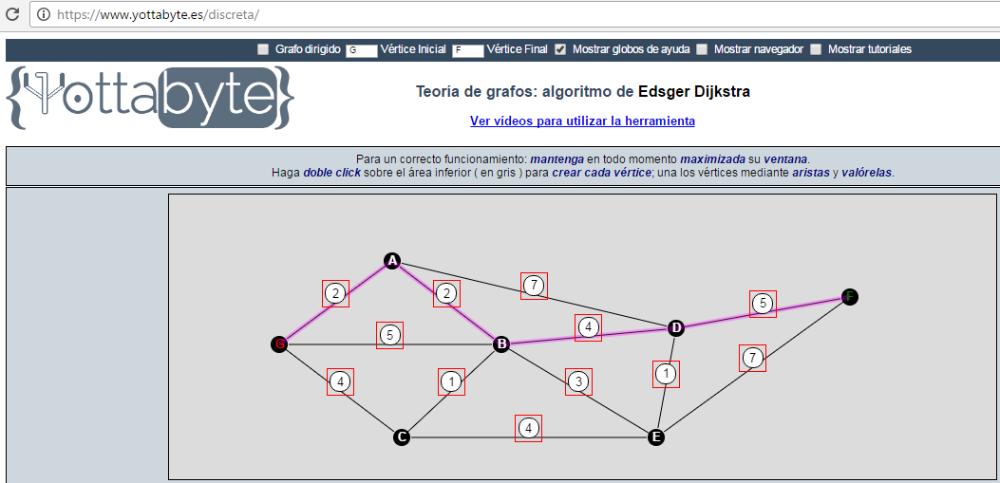 https://www.yottabyte.es/discreta/
Grafo dirigido G Vértice Inicial F Vértice Final Mostrar globos de ayuda Mostrar navegador Mostrar tutoriales
{Yottabyte}
Teoría de grafos: algoritmo de Edsger Dijkstra
Ver vídeos para utilizar la herramienta
Para un correcto funcionamiento: mantenga en todo momento maximizada su ventana.
Haga doble click sobre el área inferior ( en gris ) para crear cada vértice; una los vértices mediante aristas y valórelas.
A
2
2
7
5
F
5
4
D
G
B
7
4
1
3
1
C
4
E